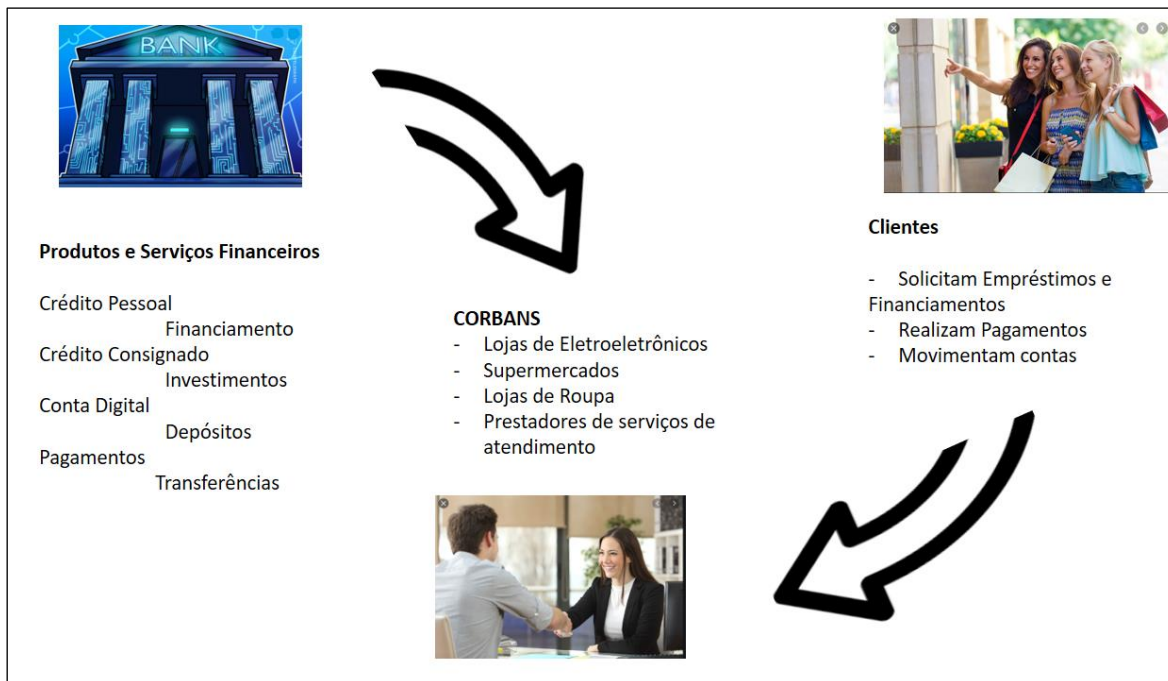 BANK
Produtos e Serviços Financeiros
Crédito Pessoal
Financiamento
Crédito Consignado
Investimentos
Conta Digital
Depósitos
Pagamentos
Transferências
CORBANS
- Lojas de Eletroeletrônicos
- Supermercados
- Lojas de Roupa
- Prestadores de serviços de
atendimento
Clientes
- Solicitam Empréstimos e
Financiamentos
- Realizam Pagamentos
- Movimentam contas